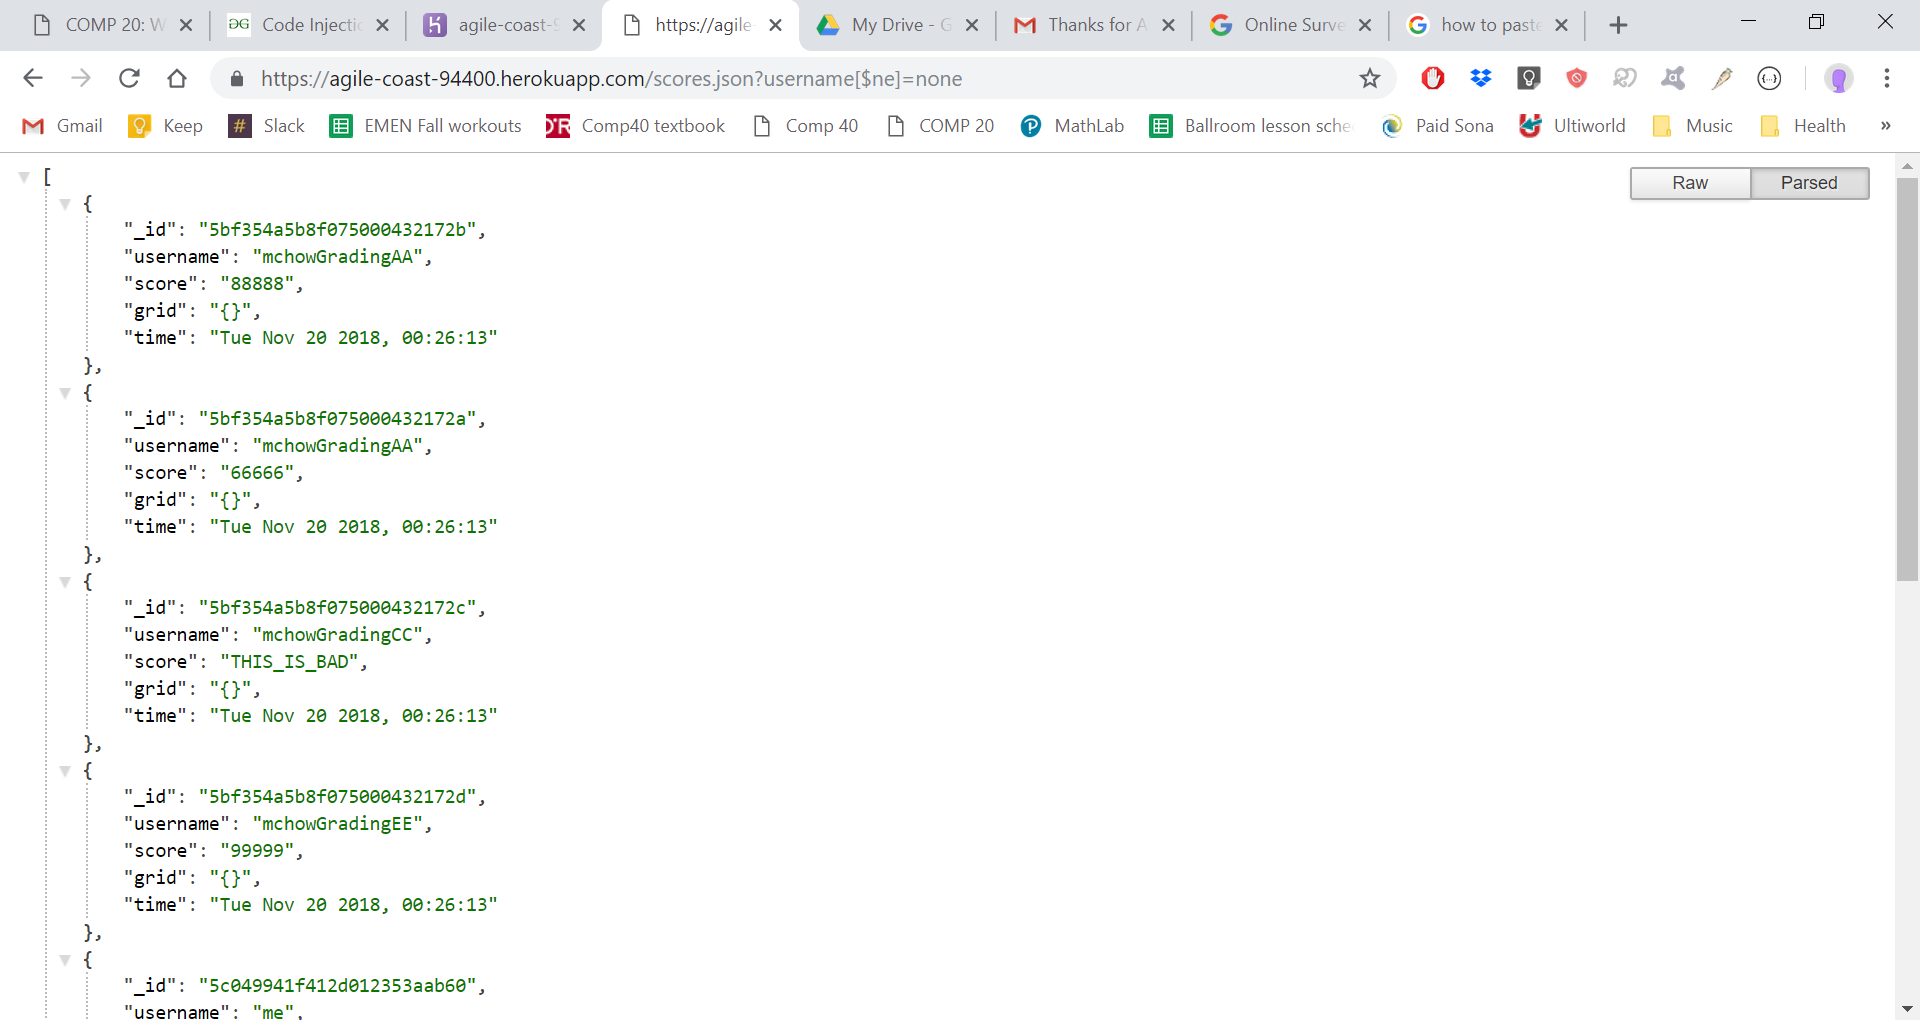 COMP 20: W
Code Injectio
agile-coast-9
https://agile-
My Drive - G
Thanks for A
Online Surve
how to paste
https://agile-coast-94400.herokuapp.com/scores.json?username[$ne]=none
Gmail Keep Slack EMEN Fall workouts Comp40 textbook Comp 40 COMP 20 MathLab Ballroom lesson sche Paid Sona Ultiworld Music Health »
Raw Parsed
[
{
"_id": "5bf354a5b8f075000432172b",
"username": "mchowGradingAA",
"score": "88888",
"grid": "{}",
"time": "Tue Nov 20 2018, 00:26:13"
},
{
"_id": "5bf354a5b8f075000432172a",
"username": "mchowGradingAA",
"score": "66666",
"grid": "{}",
"time": "Tue Nov 20 2018, 00:26:13"
},
{
"_id": "5bf354a5b8f075000432172c",
"username": "mchowGradingCC",
"score": "THIS_IS_BAD",
"grid": "{}",
"time": "Tue Nov 20 2018, 00:26:13"
},
{
"_id": "5bf354a5b8f075000432172d",
"username": "mchowGradingEE",
"score": "99999",
"grid": "{}",
"time": "Tue Nov 20 2018, 00:26:13"
},
{
"_id": "5c049941f412d012353aab60",
"username": "me",